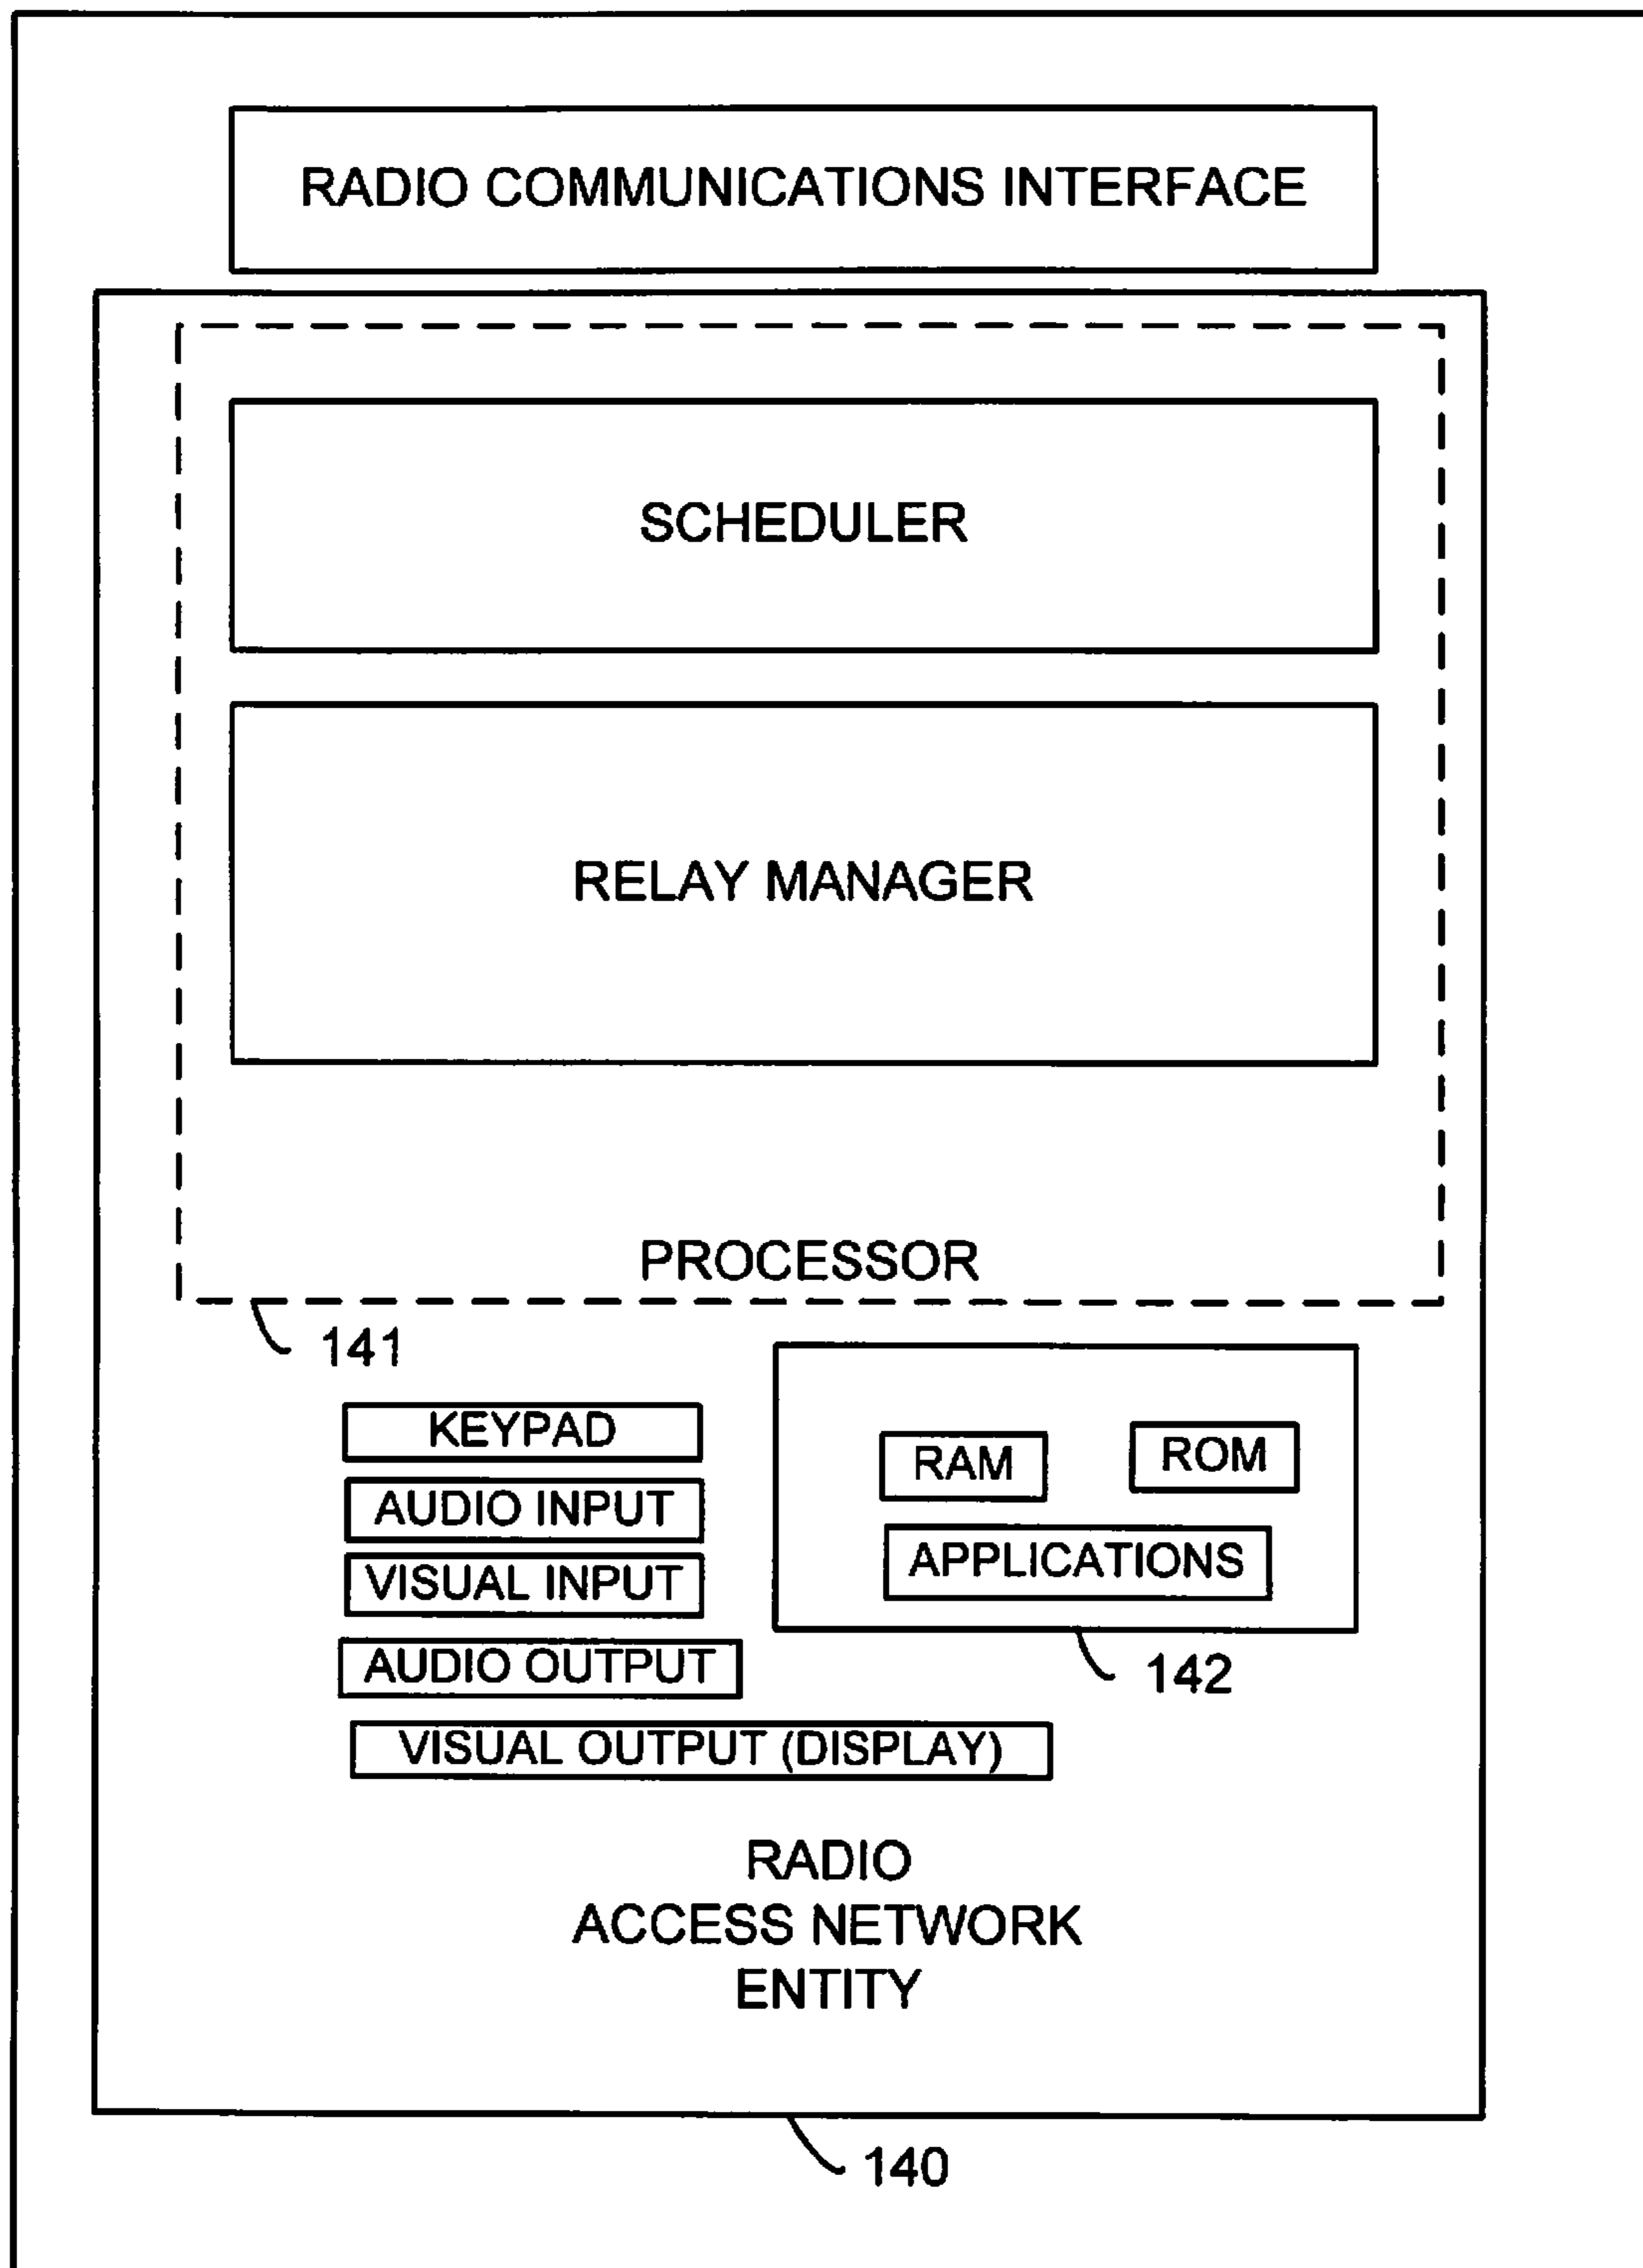 RADIO COMMUNICATIONS INTERFACE
SCHEDULER
RELAY MANAGER
PROCESSOR
141
KEYPAD
AUDIO INPUT
VISUAL INPUT
AUDIO OUTPUT
VISUAL OUTPUT (DISPLAY)
RAM
ROM
APPLICATIONS
142
RADIO
ACCESS NETWORK
ENTITY
140